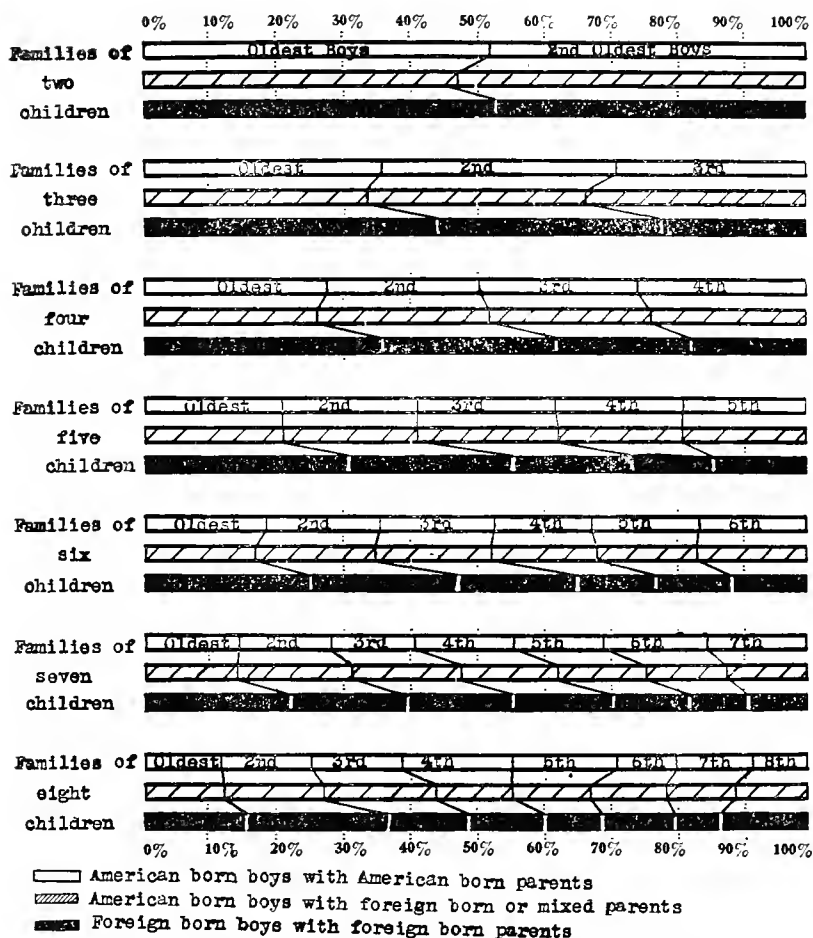 0% 10% 20% 30% 40% 50% 60% 70% 80% 90% 100%
Families of Oldest Boys 2nd Oldest Boys
two
children
Families of Oldest 2nd 3rd
three
children
Families of Oldest 2nd 3rd 4th
four
children
Families of Oldest 2nd 3rd 4th 5th
five
children
Families of Oldest 2nd 3rd 4th 5th 6th
six
children
Families of Oldest 2nd 3rd 4th 5th 6th 7th
seven
children
Families of Oldest 2nd 3rd 4th 5th 6th 7th 8th
eight
children
0% 10% 20% 30% 40% 50% 60% 70% 80% 90% 100%
American born boys with American born parents
American born boys with foreign born or mixed parents
Foreign born boys with foreign born parents